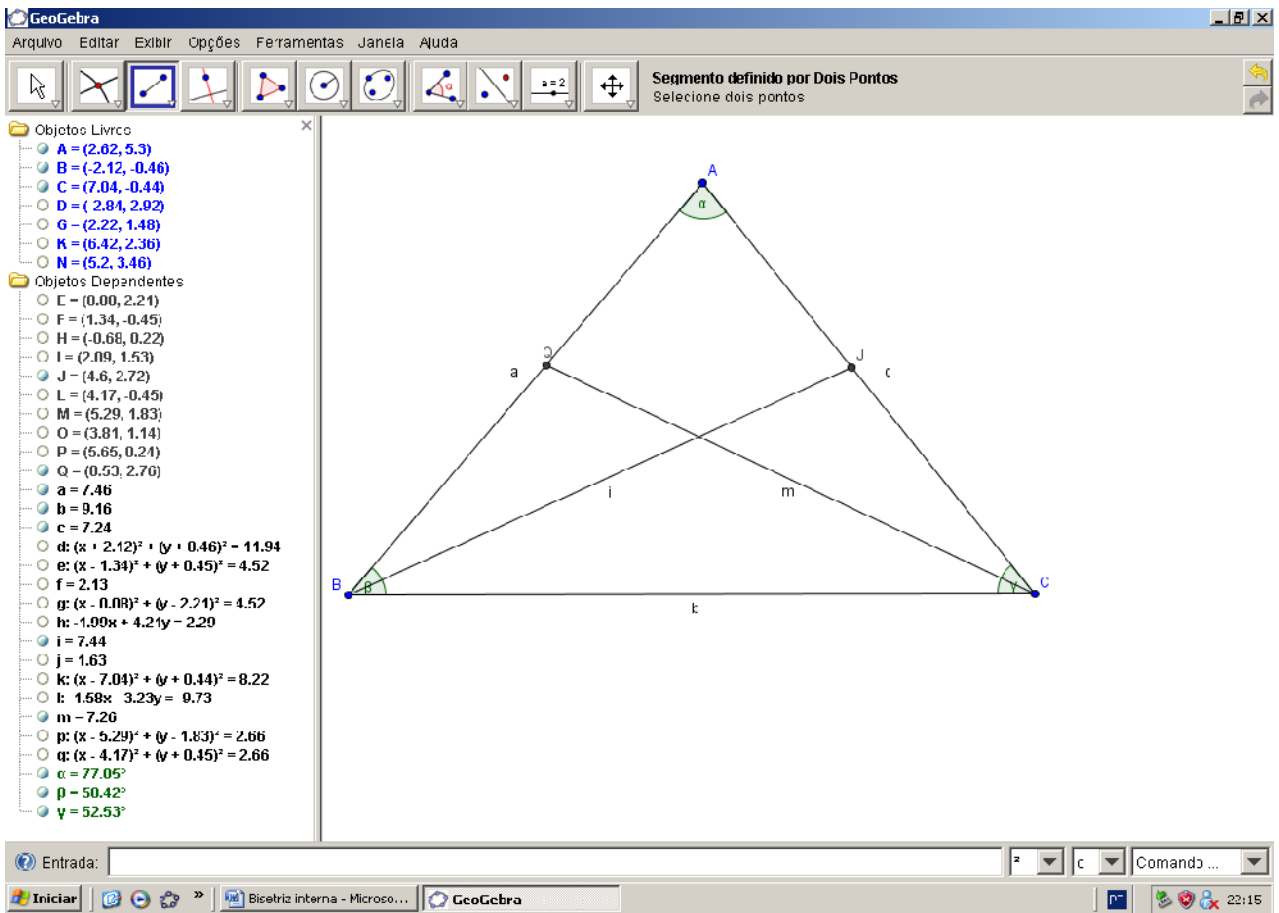 GeoGebra
Arquivo Editar Exibir Opções Ferramentas Janela Ajuda
Segmento definido por Dois Pontos
Selecione dois pontos
Objetos Livres
A = (2.62, 5.3)
B = (-2.12, -0.46)
C = (7.04, -0.44)
D = ( 2.84, 2.92)
G = (2.22, 1.48)
K = (6.42, 2.36)
N = (5.2, 3.46)
Objetos Dependentes
F = (1.34, -0.45)
H = (-0.68, 0.22)
I = (2.09, 1.53)
J = (4.6, 2.72)
L = (4.17, -0.45)
M = (5.29, 1.83)
O = (3.81, 1.14)
P = (5.65, 0.24)
Q = (0.53, 2.76)
a = 7.46
b = 9.16
c = 7.24
d: (x + 2.12)² + (y + 0.46)² = 11.94
e: (x - 1.34)² + (y + 0.45)² = 4.52
f = 2.13
g: (x - 0.08)² + (y - 2.21)² = 4.52
h: -1.99x + 4.21y = 2.29
i = 7.44
j = 1.63
k: (x - 7.04)² + (y + 0.44)² = 8.22
l: 1.58x 3.23y = 9.73
m = 7.26
p: (x - 5.29)² + (y - 1.83)² = 2.66
q: (x - 4.17)² + (y + 0.45)² = 2.66
α = 77.05°
β = 50.42°
γ = 52.53°
A
α
Q J
a c
i m
B β γ C
b
Entrada: ² Comando ...
Iniciar » Bisetriz interna - Microso... GeoGebra 22:15